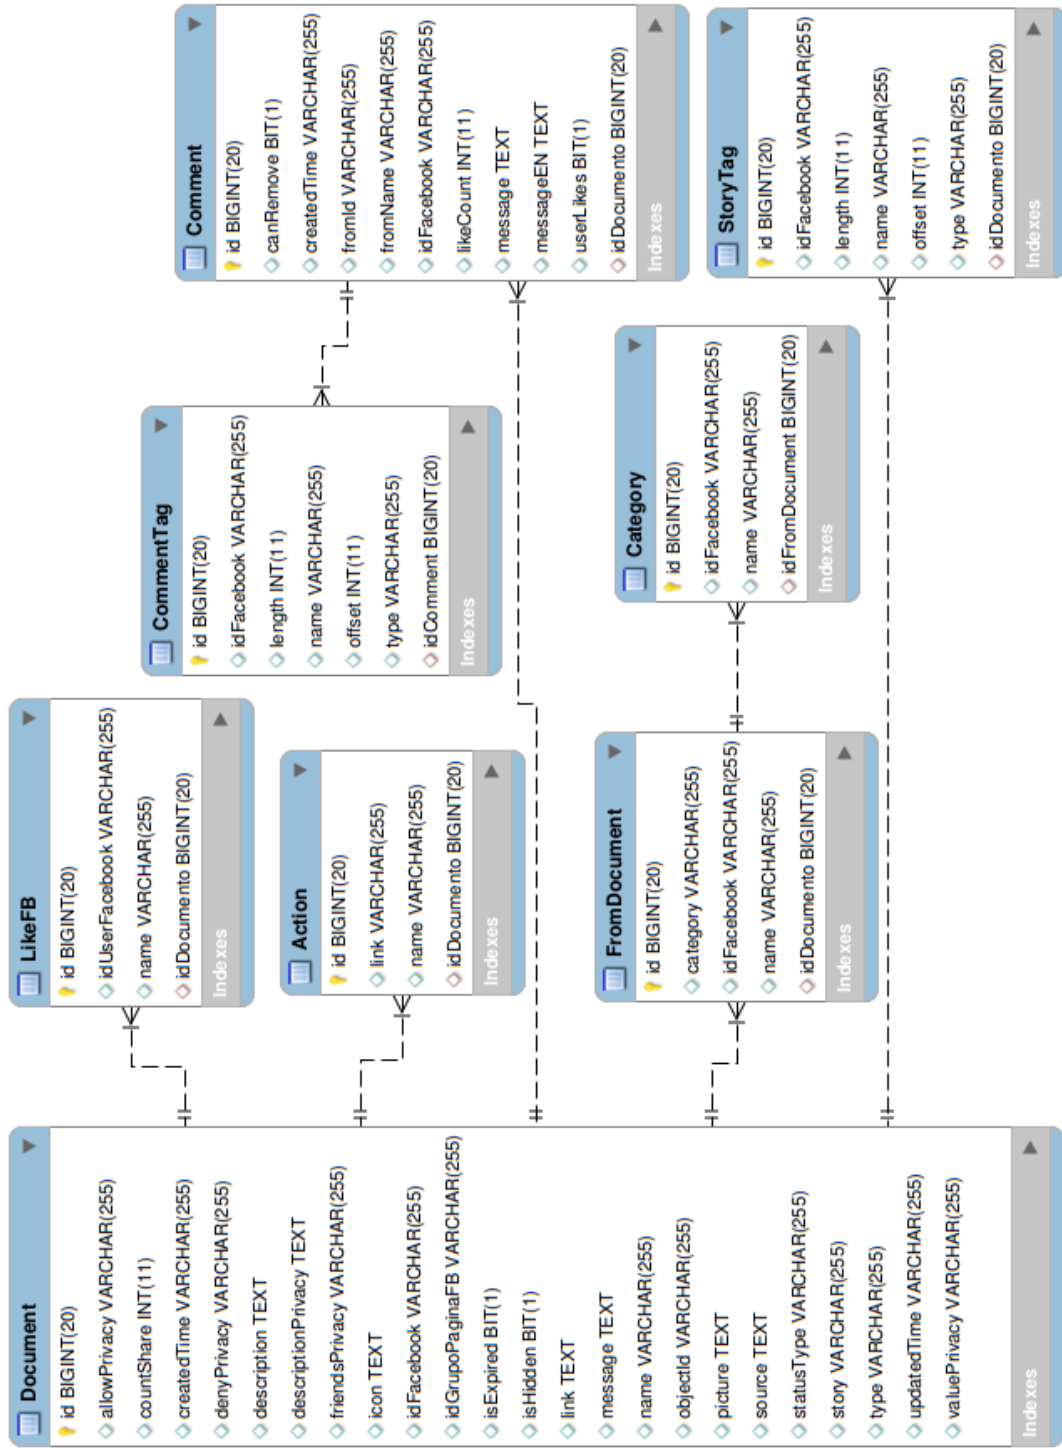 Document
id BIGINT(20)
allowPrivacy VARCHAR(255)
countShare INT(11)
createdTime VARCHAR(255)
denyPrivacy VARCHAR(255)
description TEXT
descriptionPrivacy TEXT
friendsPrivacy VARCHAR(255)
icon TEXT
idFacebook VARCHAR(255)
idGrupoPaginaFB VARCHAR(255)
isExpired BIT(1)
isHidden BIT(1)
link TEXT
message TEXT
name VARCHAR(255)
objectId VARCHAR(255)
picture TEXT
source TEXT
statusType VARCHAR(255)
story VARCHAR(255)
type VARCHAR(255)
updatedTime VARCHAR(255)
valuePrivacy VARCHAR(255)
Indexes
LikeFB
id BIGINT(20)
idUserFacebook VARCHAR(255)
name VARCHAR(255)
idDocumento BIGINT(20)
Indexes
Action
id BIGINT(20)
link VARCHAR(255)
name VARCHAR(255)
idDocumento BIGINT(20)
Indexes
FromDocument
id BIGINT(20)
category VARCHAR(255)
idFacebook VARCHAR(255)
name VARCHAR(255)
idDocumento BIGINT(20)
Indexes
CommentTag
id BIGINT(20)
idFacebook VARCHAR(255)
length INT(11)
name VARCHAR(255)
offset INT(11)
type VARCHAR(255)
idComment BIGINT(20)
Indexes
Category
id BIGINT(20)
idFacebook VARCHAR(255)
name VARCHAR(255)
idFromDocument BIGINT(20)
Indexes
Comment
id BIGINT(20)
canRemove BIT(1)
createdTime VARCHAR(255)
fromId VARCHAR(255)
fromName VARCHAR(255)
idFacebook VARCHAR(255)
likeCount INT(11)
message TEXT
messageEN TEXT
userLikes BIT(1)
idDocumento BIGINT(20)
Indexes
StoryTag
id BIGINT(20)
idFacebook VARCHAR(255)
length INT(11)
name VARCHAR(255)
offset INT(11)
type VARCHAR(255)
idDocumento BIGINT(20)
Indexes